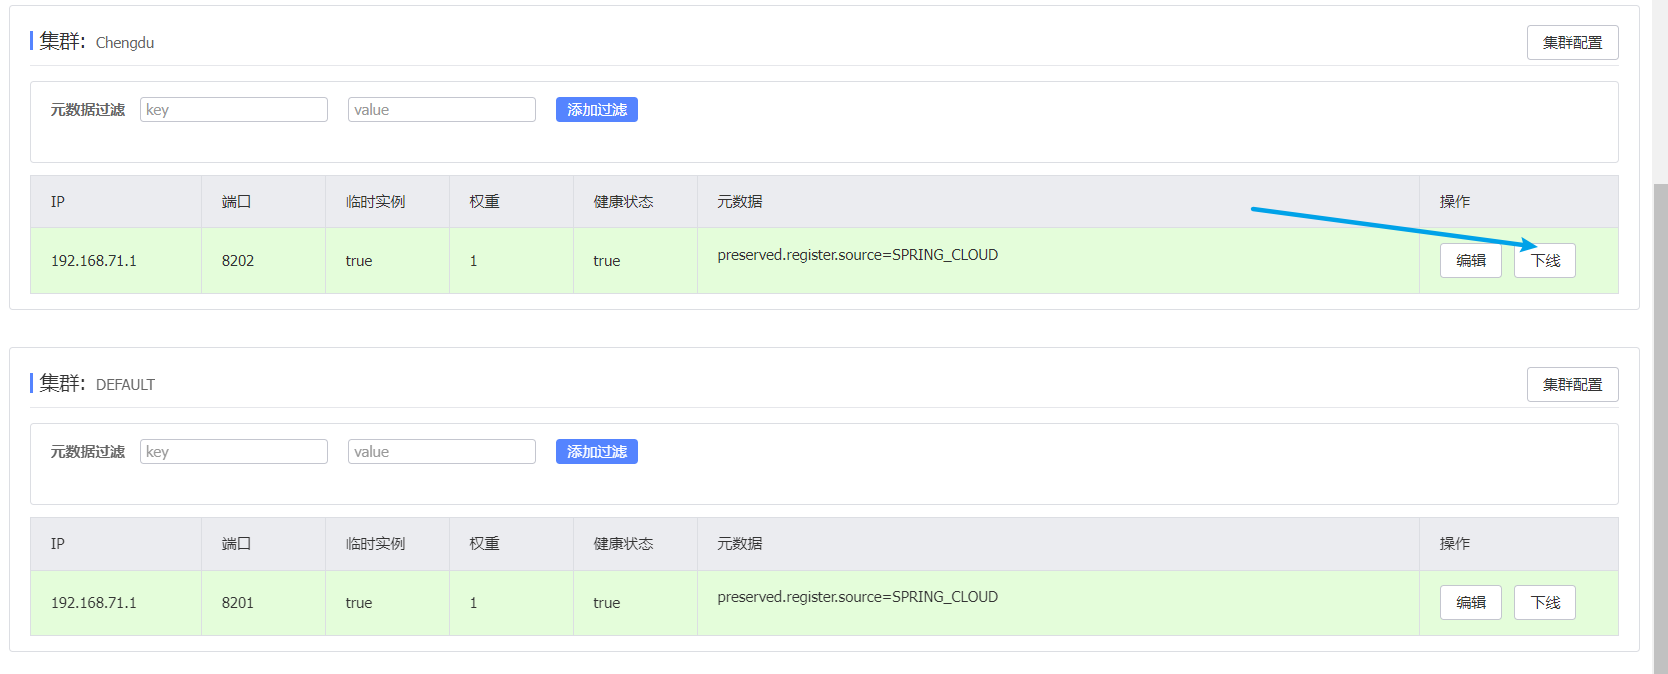 集群: Chengdu 集群配置
元数据过滤 key value 添加过滤
IP 端口 临时实例 权重 健康状态 元数据 操作
192.168.71.1 8202 true 1 true preserved.register.source=SPRING_CLOUD 编辑 下线
集群: DEFAULT 集群配置
元数据过滤 key value 添加过滤
IP 端口 临时实例 权重 健康状态 元数据 操作
192.168.71.1 8201 true 1 true preserved.register.source=SPRING_CLOUD 编辑 下线